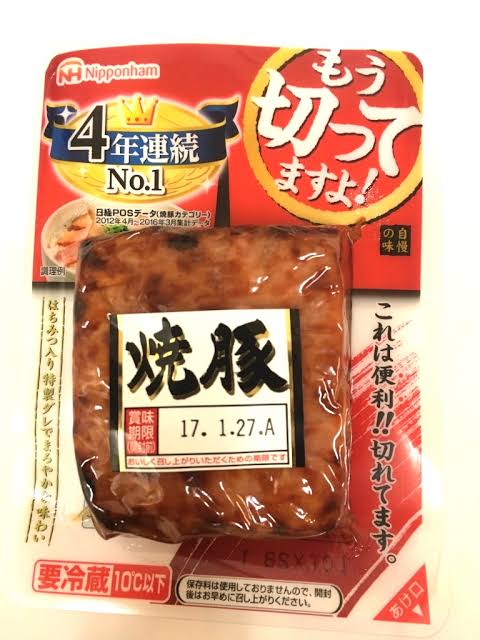 Nipponham
もう
切って
ますよ!
4年連続
No.1
日経POSデータ(焼豚カテゴリー)
2012年4月~2016年3月集計データ
調理例
自慢
の味
はちみつ入り 特製ダレでまろやかな味わい
これは便利!!切れてます。
焼豚
賞味
期限
(開封前)
17. 1.27.A
おいしく召し上がりいただくための期限です
要冷蔵 10℃以下
保存料は使用しておりませんので、開封
後はお早めに召し上がりください。
あけ口